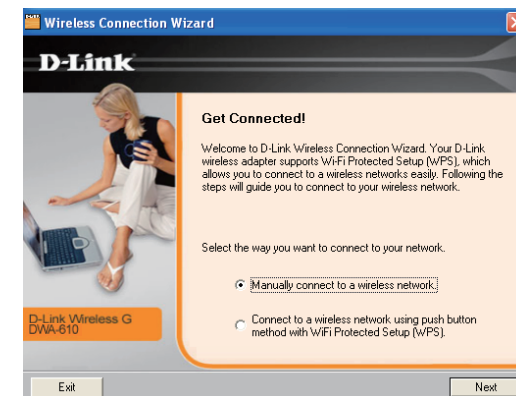 Wireless Connection Wizard
D-Link
Get Connected!
Welcome to D-Link Wireless Connection Wizard. Your D-Link
wireless adapter supports Wi-Fi Protected Setup (WPS), which
allows you to connect to a wireless networks easily. Following the
steps will guide you to connect to your wireless network.
Select the way you want to connect to your network.
Manually connect to a wireless network.
Connect to a wireless network using push button
method with WiFi Protected Setup (WPS).
D-Link Wireless G
DWA-610
Exit
Next